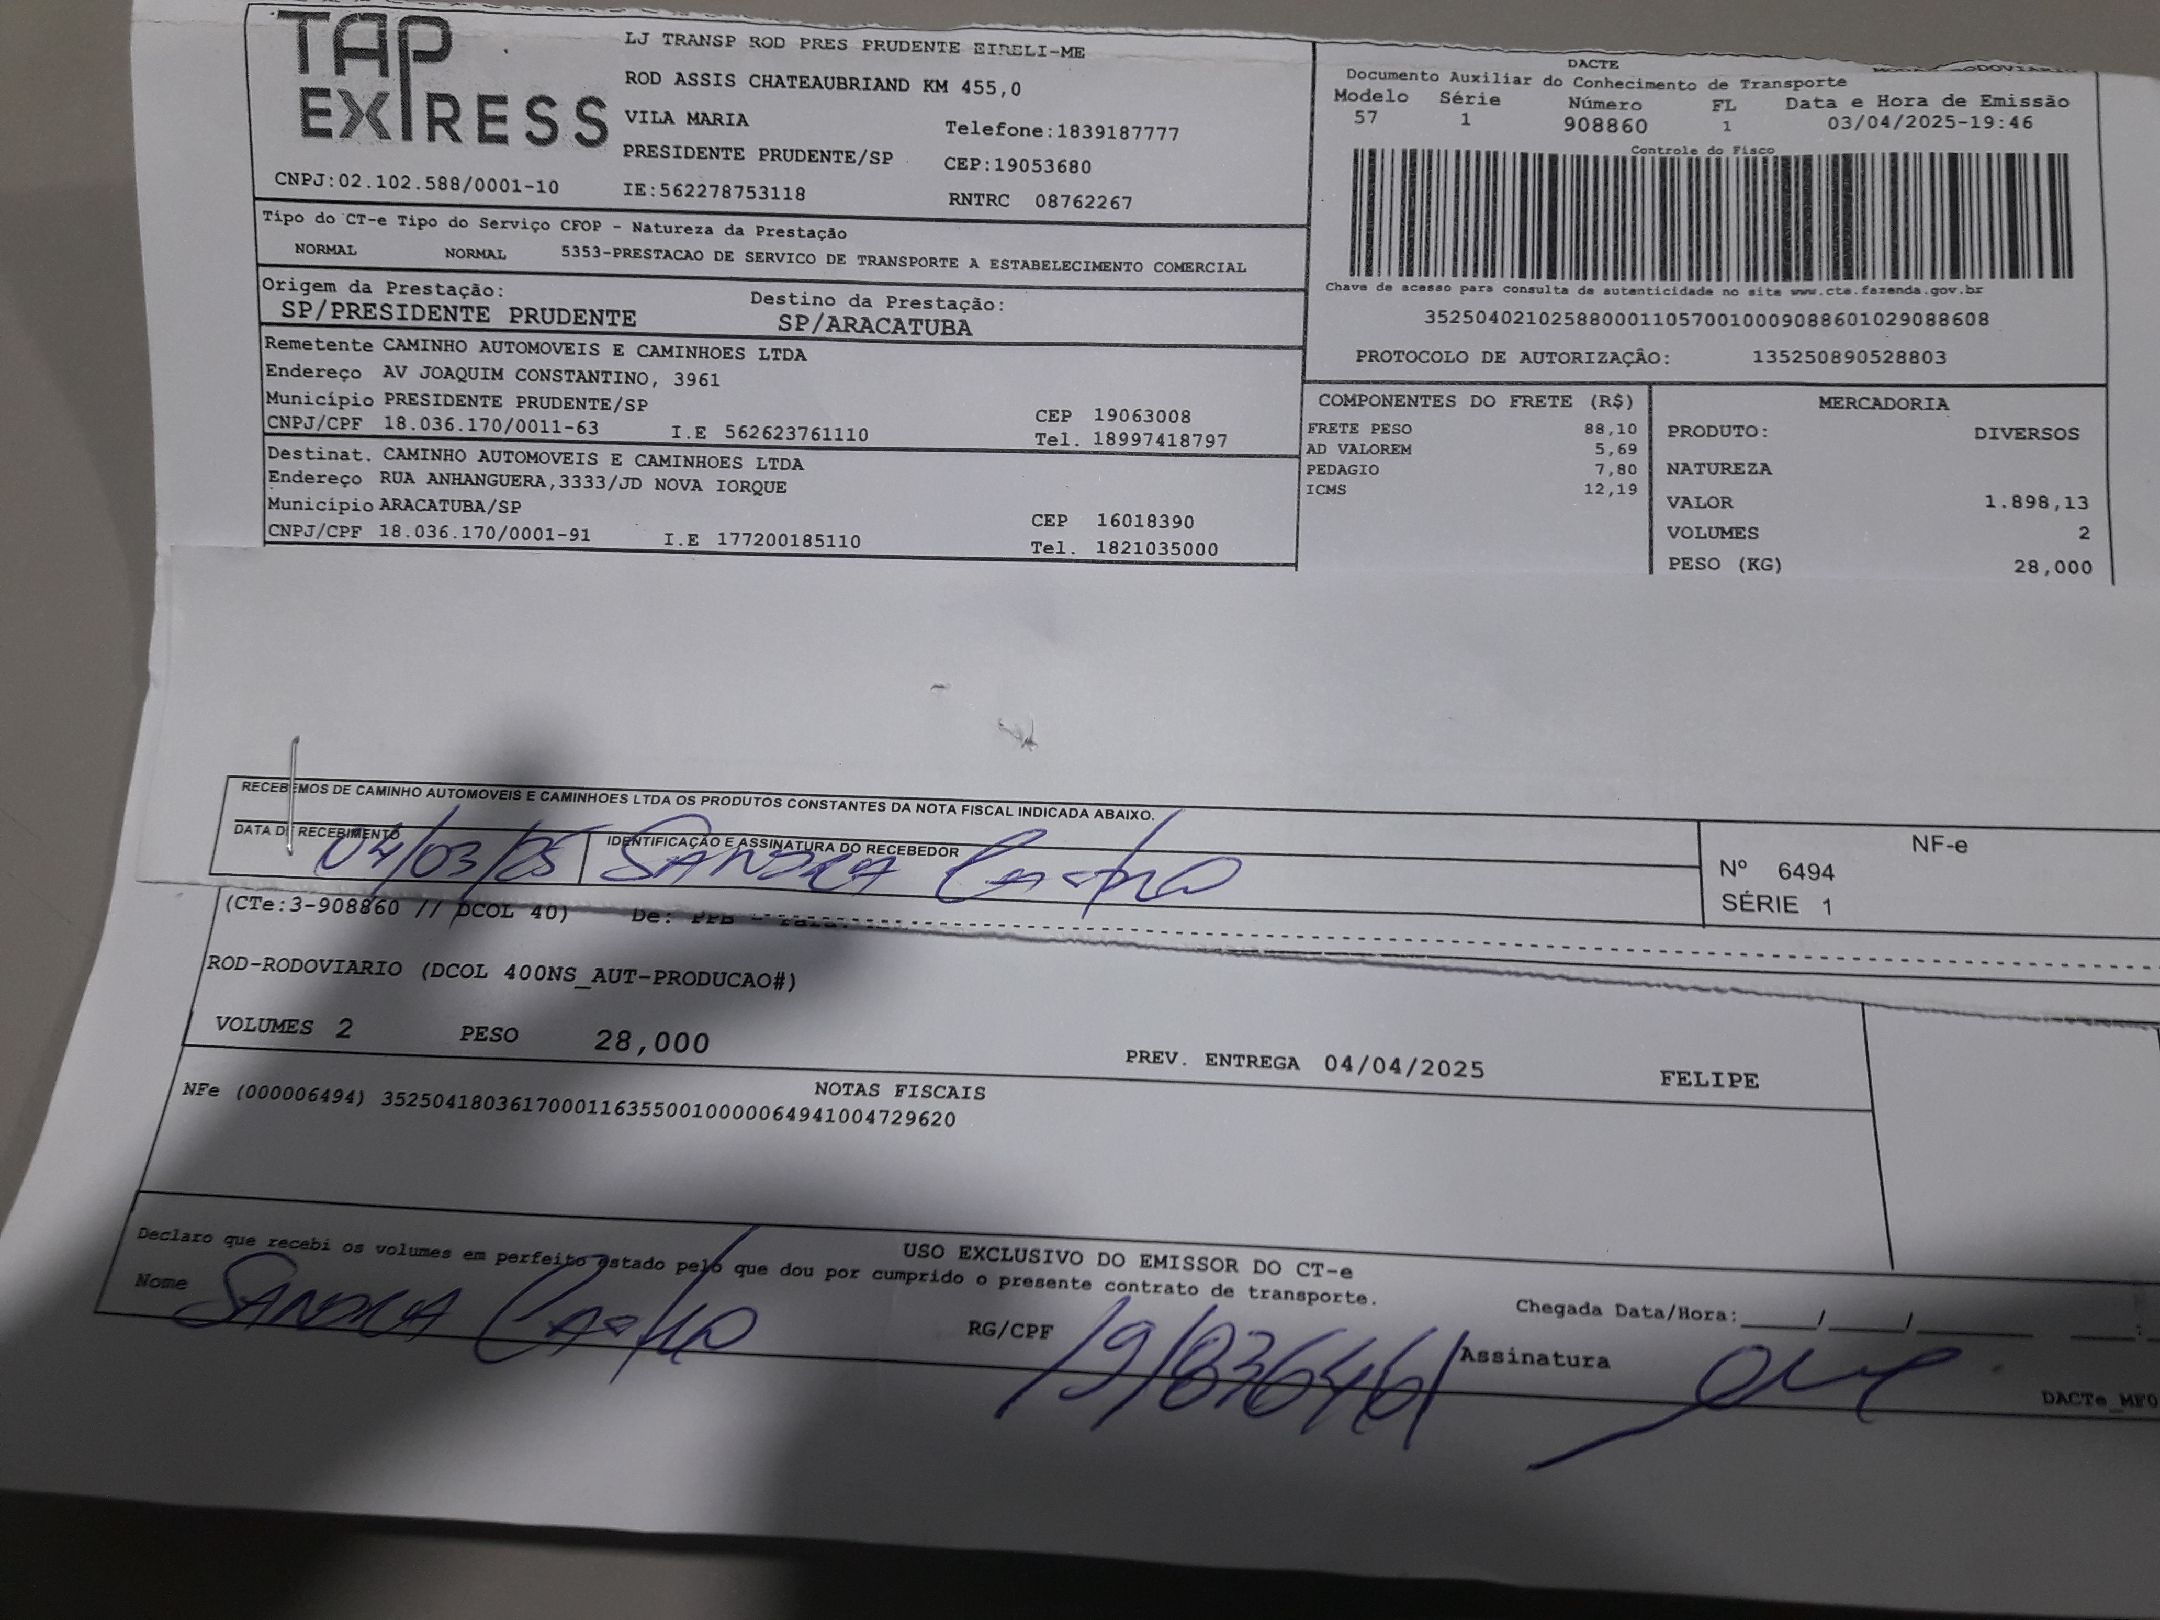 TAP
EXPRESS
LJ TRANSP ROD PRES PRUDENTE EIRELI-ME
ROD ASSIS CHATEAUBRIAND KM 455,0
VILA MARIA
Telefone:1839187777
PRESIDENTE PRUDENTE/SP
CEP:19053680
CNPJ:02.102.588/0001-10
IE:562278753118
RNTRC 08762267
DACTE
Documento Auxiliar do Conhecimento de Transporte
Modelo Série Número FL Data e Hora de Emissão
57 1 908860 1 03/04/2025-19:46
Controle do Fisco
Chave de acesso para consulta de autenticidade no site www.cte.fazenda.gov.br
35250402102588000110570010009088601029088608
PROTOCOLO DE AUTORIZAÇÃO: 135250890528803
Tipo do CT-e Tipo do Serviço CFOP - Natureza da Prestação
NORMAL NORMAL 5353-PRESTACAO DE SERVICO DE TRANSPORTE A ESTABELECIMENTO COMERCIAL
Origem da Prestação: Destino da Prestação:
SP/PRESIDENTE PRUDENTE SP/ARACATUBA
Remetente CAMINHO AUTOMOVEIS E CAMINHOES LTDA
Endereço AV JOAQUIM CONSTANTINO, 3961
Município PRESIDENTE PRUDENTE/SP CEP 19063008
CNPJ/CPF 18.036.170/0011-63 I.E 562623761110 Tel. 18997418797
Destinat. CAMINHO AUTOMOVEIS E CAMINHOES LTDA
Endereço RUA ANHANGUERA,3333/JD NOVA IORQUE
Município ARACATUBA/SP CEP 16018390
CNPJ/CPF 18.036.170/0001-91 I.E 177200185110 Tel. 1821035000
COMPONENTES DO FRETE (R$)
FRETE PESO 88,10
AD VALOREM 5,69
PEDAGIO 7,80
ICMS 12,19
MERCADORIA
PRODUTO: DIVERSOS
NATUREZA
VALOR 1.898,13
VOLUMES 2
PESO (KG) 28,000
RECEBEMOS DE CAMINHO AUTOMOVEIS E CAMINHOES LTDA OS PRODUTOS CONSTANTES DA NOTA FISCAL INDICADA ABAIXO.
DATA DE RECEBIMENTO IDENTIFICAÇÃO E ASSINATURA DO RECEBEDOR
04/03/25 SANDRA Castro
NF-e
Nº 6494
SÉRIE 1
(CTe:3-908860 // DCOL 40) De: PPB
ROD-RODOVIARIO (DCOL 400NS_AUT-PRODUCAO#)
VOLUMES 2 PESO 28,000 PREV. ENTREGA 04/04/2025 FELIPE
NOTAS FISCAIS
NFe (000006494) 35250418036170001163550010000064941004729620
USO EXCLUSIVO DO EMISSOR DO CT-e
Declaro que recebi os volumes em perfeito estado pelo que dou por cumprido o presente contrato de transporte.
Nome SANDRA Castro RG/CPF 191836461 Assinatura
Chegada Data/Hora:____/____/______ ___: